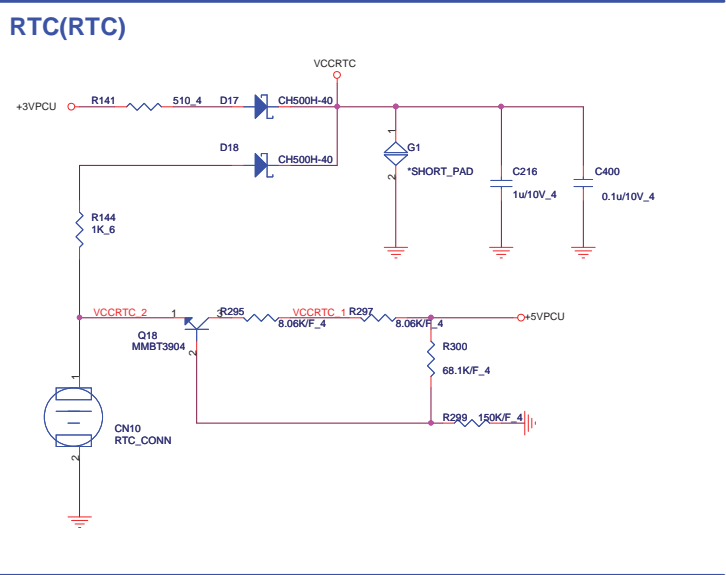 RTC(RTC)
VCCRTC
+3VPCU
R141
510_4
D17
CH500H-40
D18
CH500H-40
1
G1
2
*SHORT_PAD
C216
1u/10V_4
C400
0.1u/10V_4
R144
1K_6
VCCRTC_2
1
3
R295
8.06K/F_4
VCCRTC_1
R297
8.06K/F_4
+5VPCU
Q18
MMBT3904
2
R300
68.1K/F_4
1
CN10
RTC_CONN
2
R299
150K/F_4